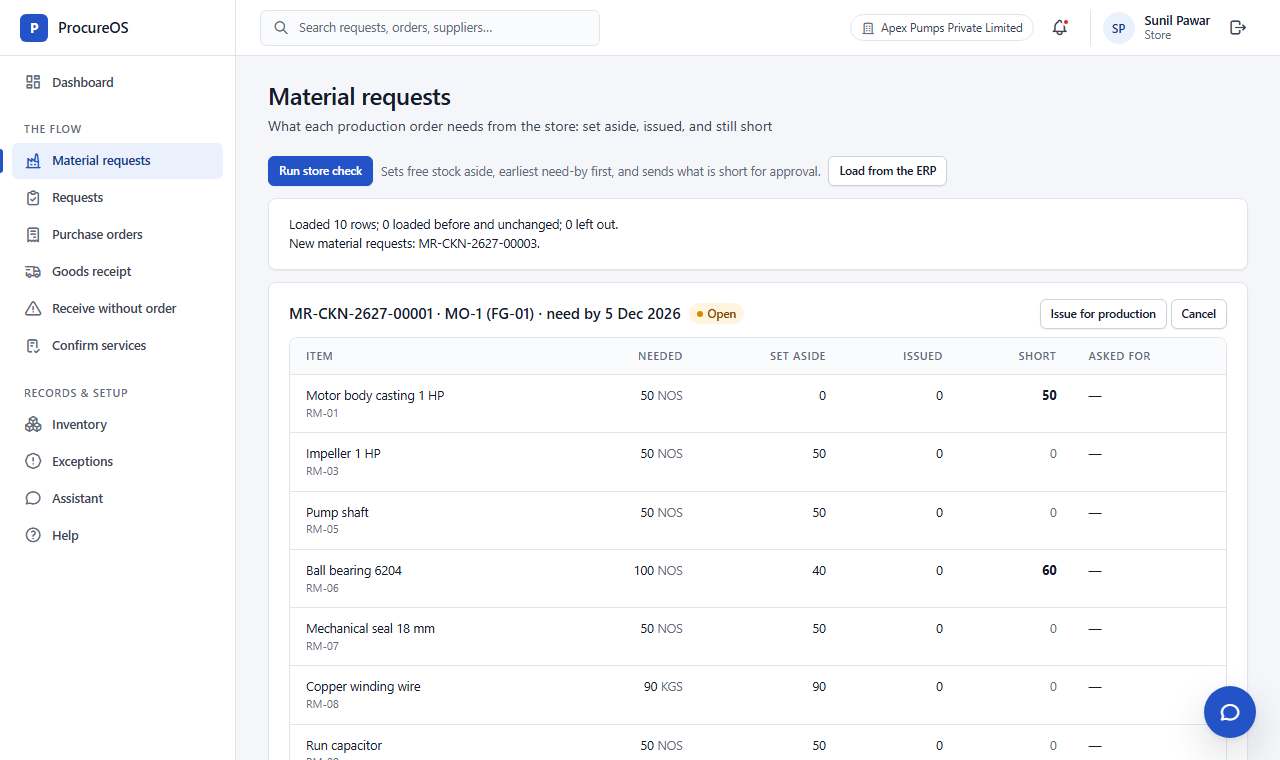 P ProcureOS
Search requests, orders, suppliers...
Apex Pumps Private Limited
SP
Sunil Pawar
Store
Dashboard
THE FLOW
Material requests
Requests
Purchase orders
Goods receipt
Receive without order
Confirm services
RECORDS & SETUP
Inventory
Exceptions
Assistant
Help
Material requests
What each production order needs from the store: set aside, issued, and still short
Run store check Sets free stock aside, earliest need-by first, and sends what is short for approval. Load from the ERP
Loaded 10 rows; 0 loaded before and unchanged; 0 left out.
New material requests: MR-CKN-2627-00003.
MR-CKN-2627-00001 · MO-1 (FG-01) · need by 5 Dec 2026 Open Issue for production Cancel
ITEM NEEDED SET ASIDE ISSUED SHORT ASKED FOR
Motor body casting 1 HP 50 NOS 0 0 50 —
RM-01
Impeller 1 HP 50 NOS 50 0 0 —
RM-03
Pump shaft 50 NOS 50 0 0 —
RM-05
Ball bearing 6204 100 NOS 40 0 60 —
RM-06
Mechanical seal 18 mm 50 NOS 50 0 0 —
RM-07
Copper winding wire 90 KGS 90 0 0 —
RM-08
Run capacitor 50 NOS 50 0 0 —